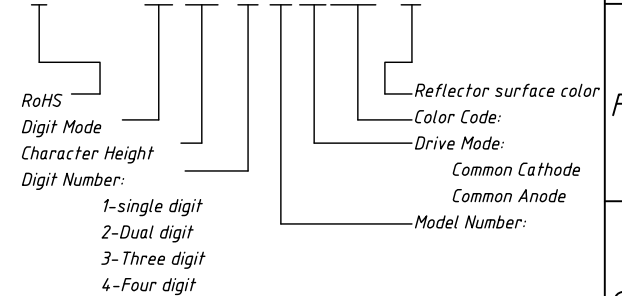 RoHS
Digit Mode
Character Height
Digit Number:
1-single digit
2-Dual digit
3-Three digit
4-Four digit
Reflector surface color
Color Code:
Drive Mode:
Common Cathode
Common Anode
Model Number: